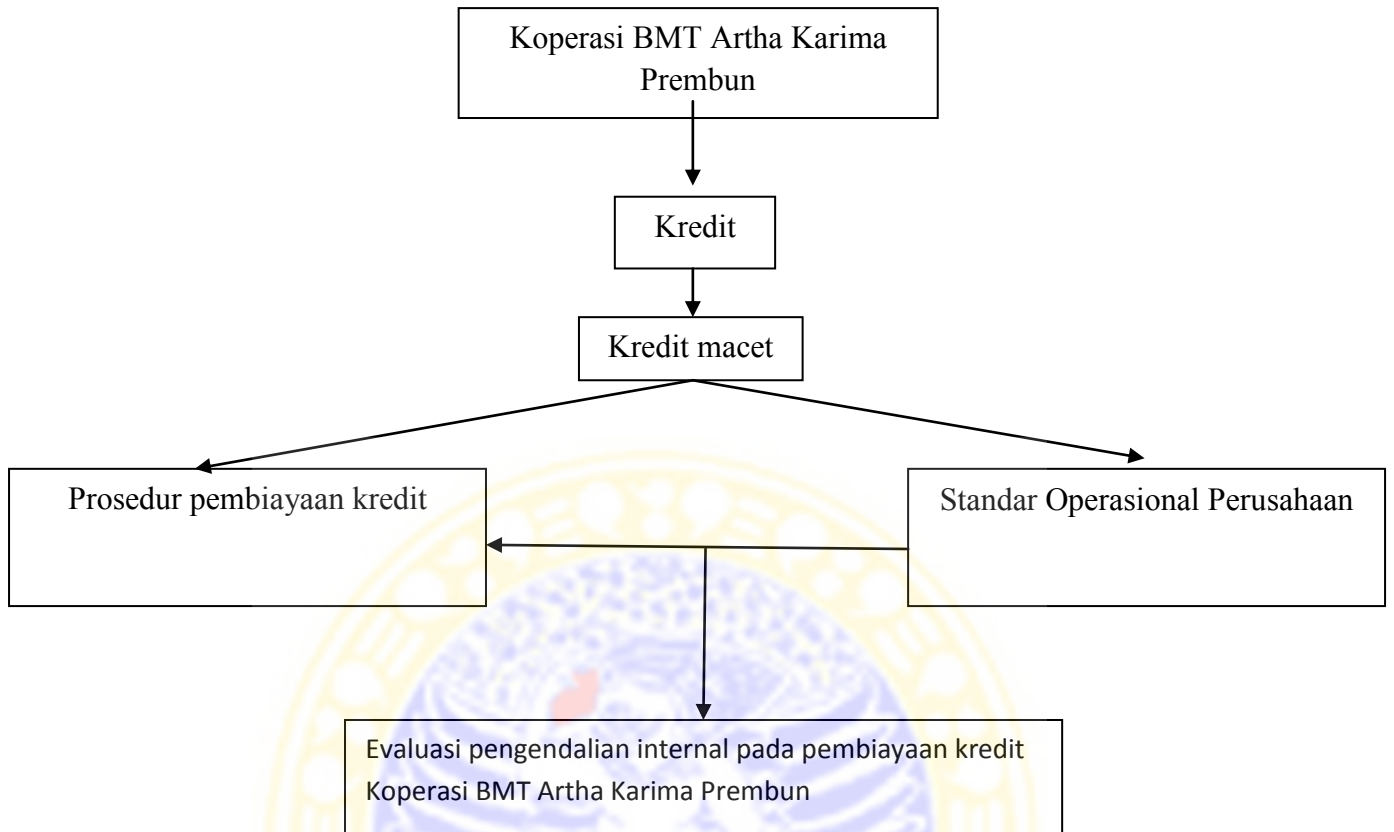 Koperasi BMT Artha Karima
Prembun
Kredit
Kredit macet
Prosedur pembiayaan kredit
Standar Operasional Perusahaan
Evaluasi pengendalian internal pada pembiayaan kredit
Koperasi BMT Artha Karima Prembun